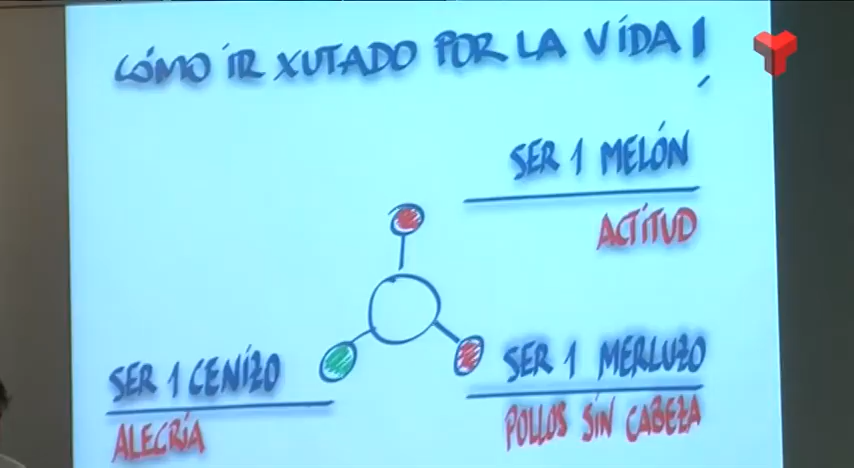 CÓMO IR XUTADO POR LA VIDA!
SER 1 MELÓN
ACTITUD
SER 1 CENIZO
ALEGRÍA
SER 1 MERLUZO
POLLOS SIN CABEZA